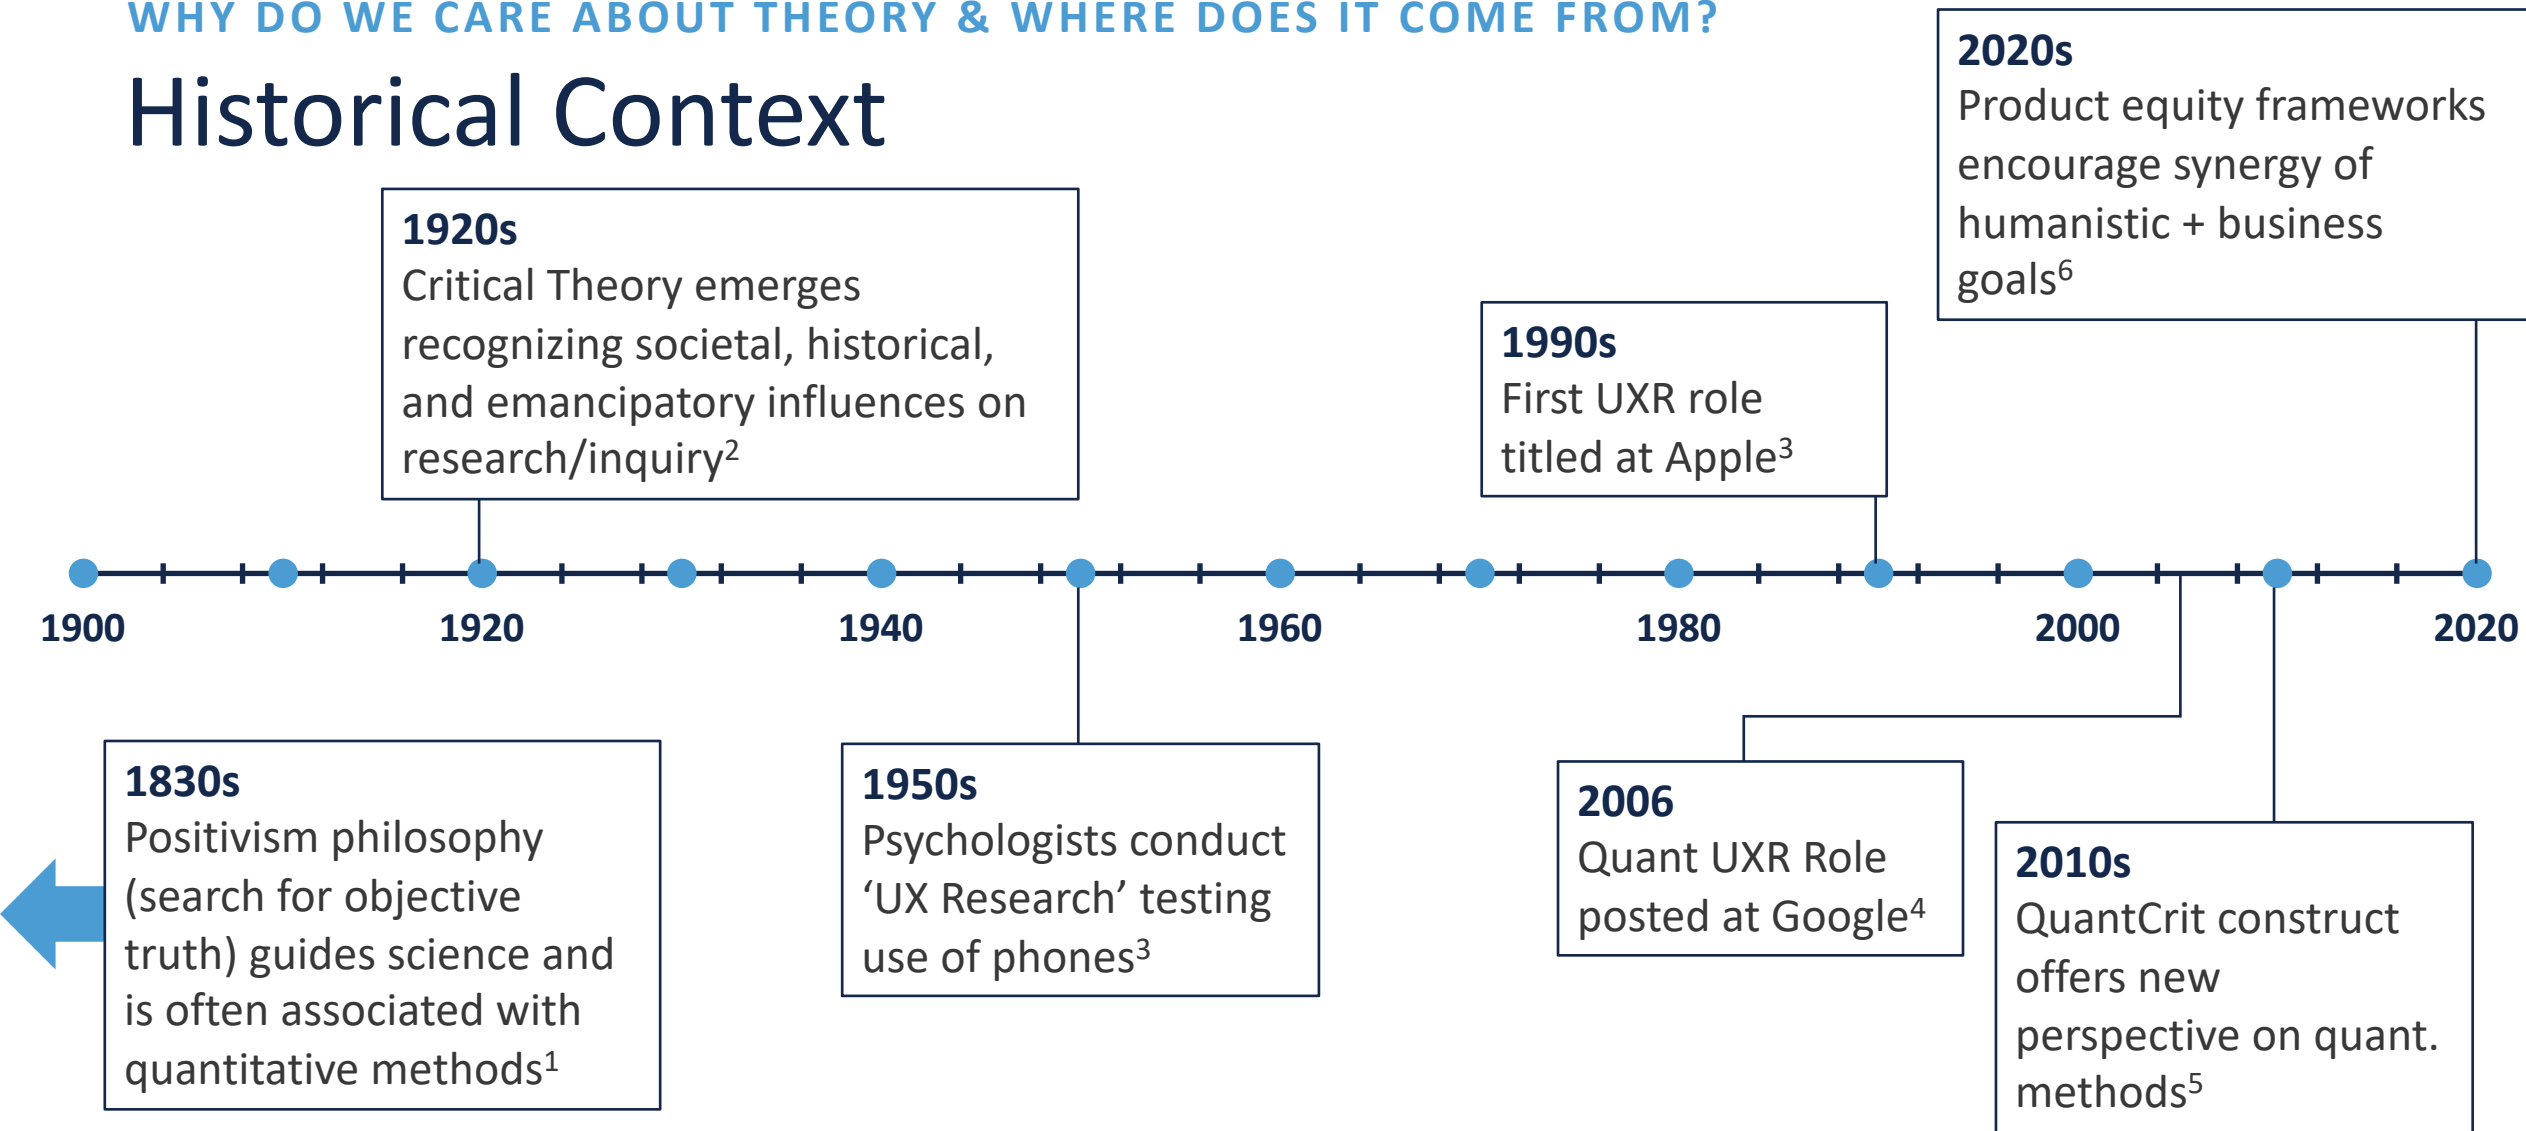 WHY DO WE CARE ABOUT THEORY & WHERE DOES IT COME FROM?
Historical Context
2020s
Product equity frameworks
encourage synergy of
humanistic + business
goals⁶
1920s
Critical Theory emerges
recognizing societal, historical,
and emancipatory influences on
research/inquiry²
1990s
First UXR role
titled at Apple³
1900
1920
1940
1960
1980
2000
2020
1830s
Positivism philosophy
(search for objective
truth) guides science and
is often associated with
quantitative methods¹
1950s
Psychologists conduct
‘UX Research’ testing
use of phones³
2006
Quant UXR Role
posted at Google⁴
2010s
QuantCrit construct
offers new
perspective on quant.
methods⁵